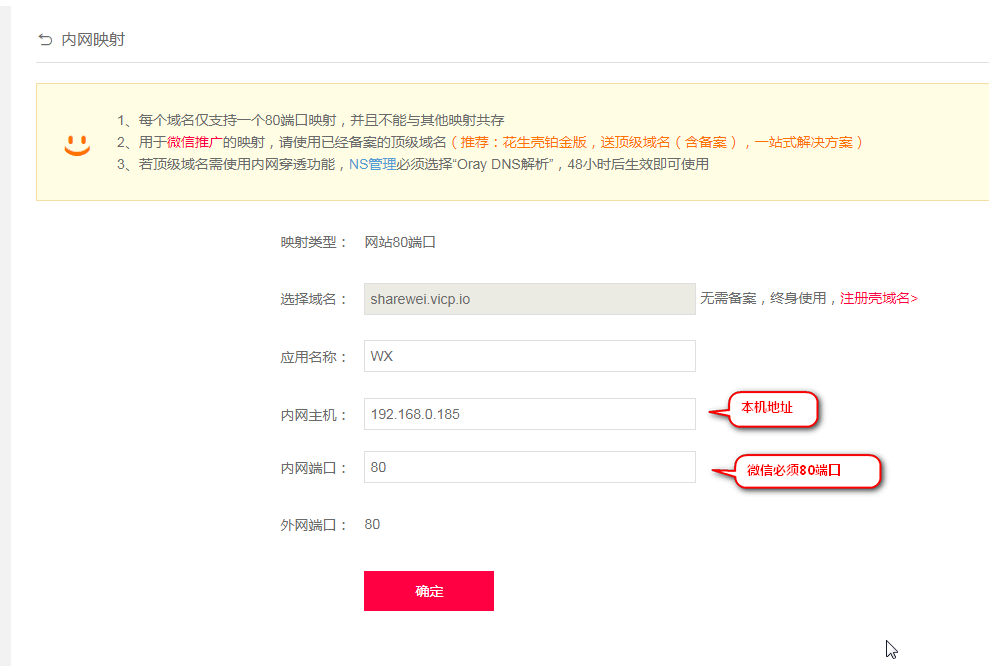 内网映射
1、每个域名仅支持一个80端口映射，并且不能与其他映射共存
2、用于微信推广的映射，请使用已经备案的顶级域名（推荐：花生壳铂金版，送顶级域名（含备案），一站式解决方案）
3、若顶级域名需使用内网穿透功能，NS管理必须选择“Oray DNS解析”，48小时后生效即可使用
映射类型： 网站80端口
选择域名： sharewei.vicp.io 无需备案，终身使用，注册壳域名>
应用名称： WX
内网主机： 192.168.0.185 本机地址
内网端口： 80 微信必须80端口
外网端口： 80
确定